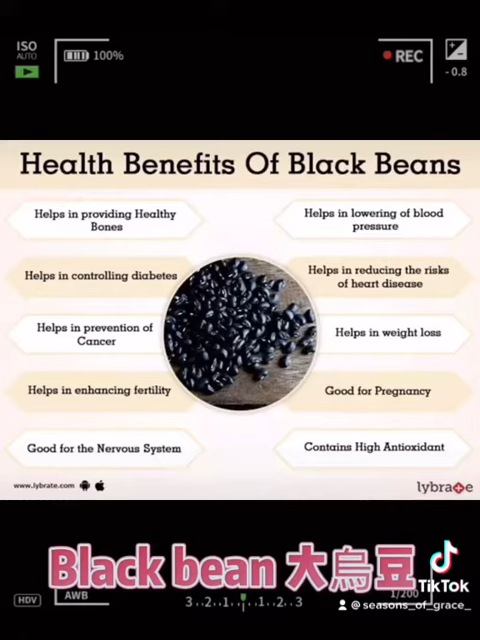 ISO
AUTO
100%
REC
- 0.8
Health Benefits Of Black Beans
Helps in providing Healthy
Bones
Helps in lowering of blood
pressure
Helps in controlling diabetes
Helps in reducing the risks
of heart disease
Helps in prevention of
Cancer
Helps in weight loss
Helps in enhancing fertility
Good for Pregnancy
Good for the Nervous System
Contains High Antioxidant
www.lybrate.com
lybrate
Black bean 大烏豆
TikTok
HDV
AWB
3..2..1..1..2..3
1/200
@seasons_of_grace_